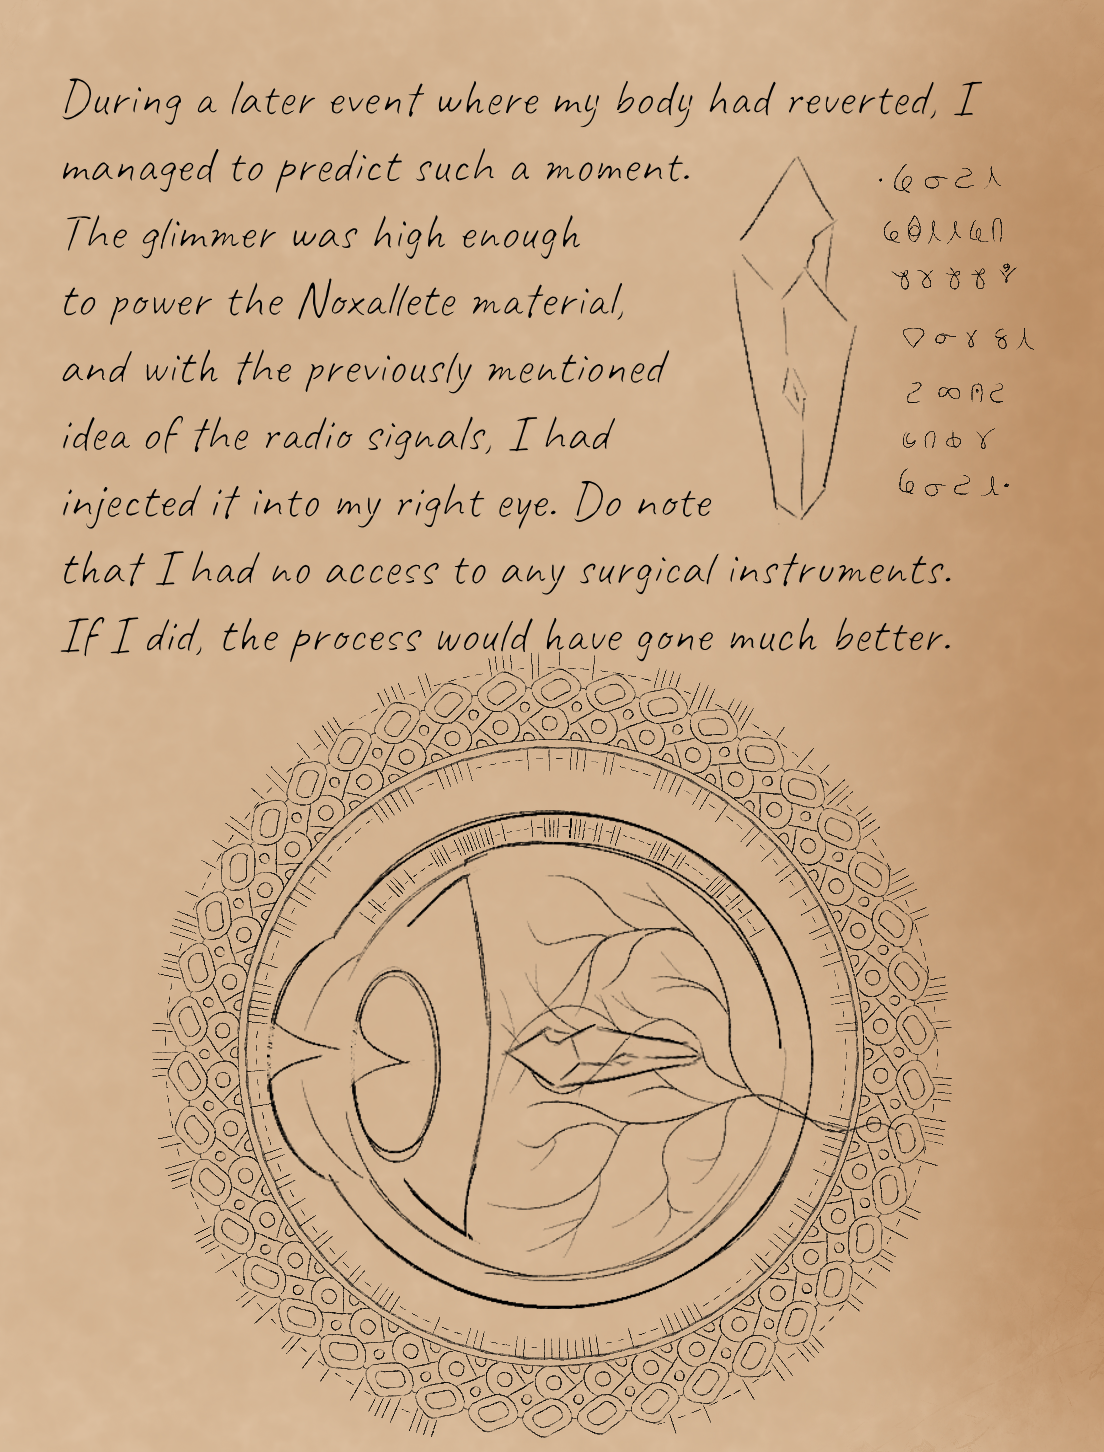 During a later event where my body had reverted, I
managed to predict such a moment.
The glimmer was high enough
to power the Noxallete material,
and with the previously mentioned
idea of the radio signals, I had
injected it into my right eye. Do note
that I had no access to any surgical instruments.
If I did, the process would have gone much better.